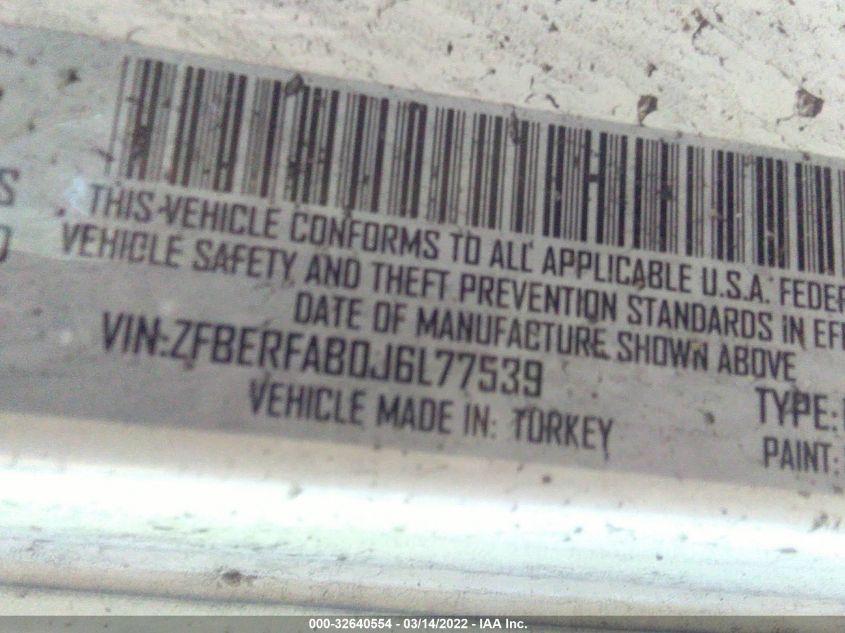 THIS VEHICLE CONFORMS TO ALL APPLICABLE U.S.A. FEDER
VEHICLE SAFETY AND THEFT PREVENTION STANDARDS IN EFF
DATE OF MANUFACTURE SHOWN ABOVE
VIN:ZFBERFAB0J6L77539
TYPE:
VEHICLE MADE IN: TURKEY
PAINT:
000-32640554 - 03/14/2022 - IAA Inc.